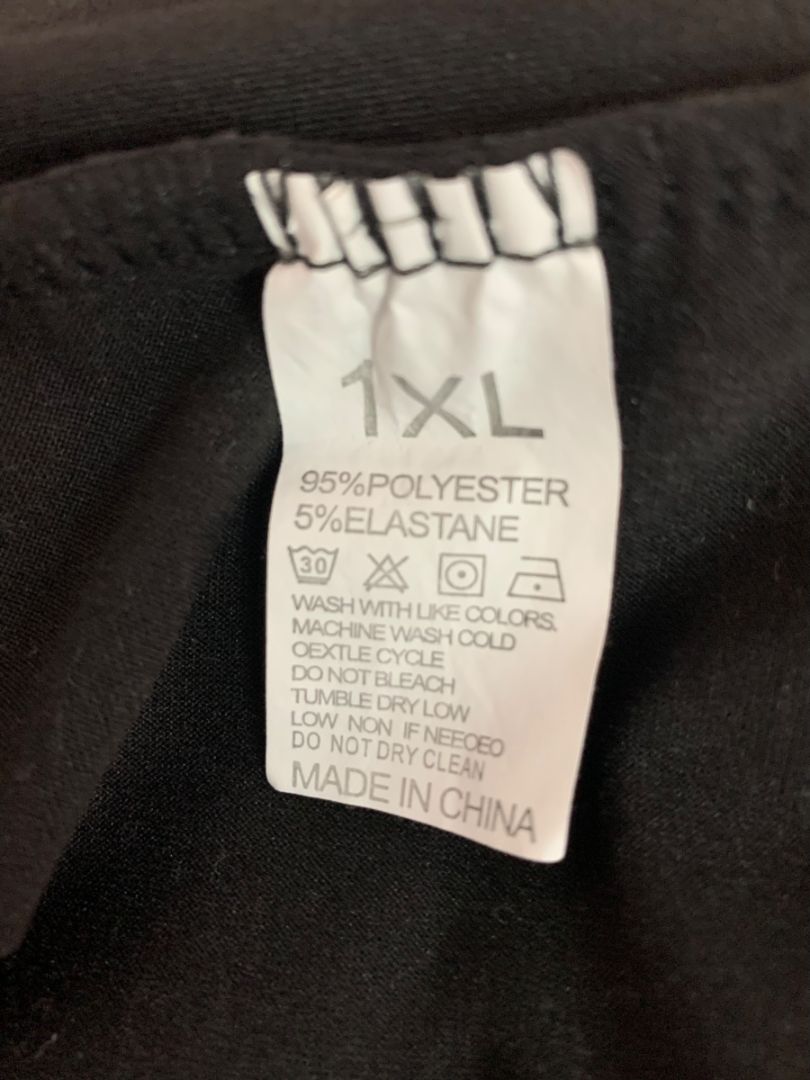 1XL
95%POLYESTER
5%ELASTANE
30
WASH WITH LIKE COLORS.
MACHINE WASH COLD
OEXTLE CYCLE
DO NOT BLEACH
TUMBLE DRY LOW
LOW NON IF NEEOEO
DO NOT DRY CLEAN
MADE IN CHINA